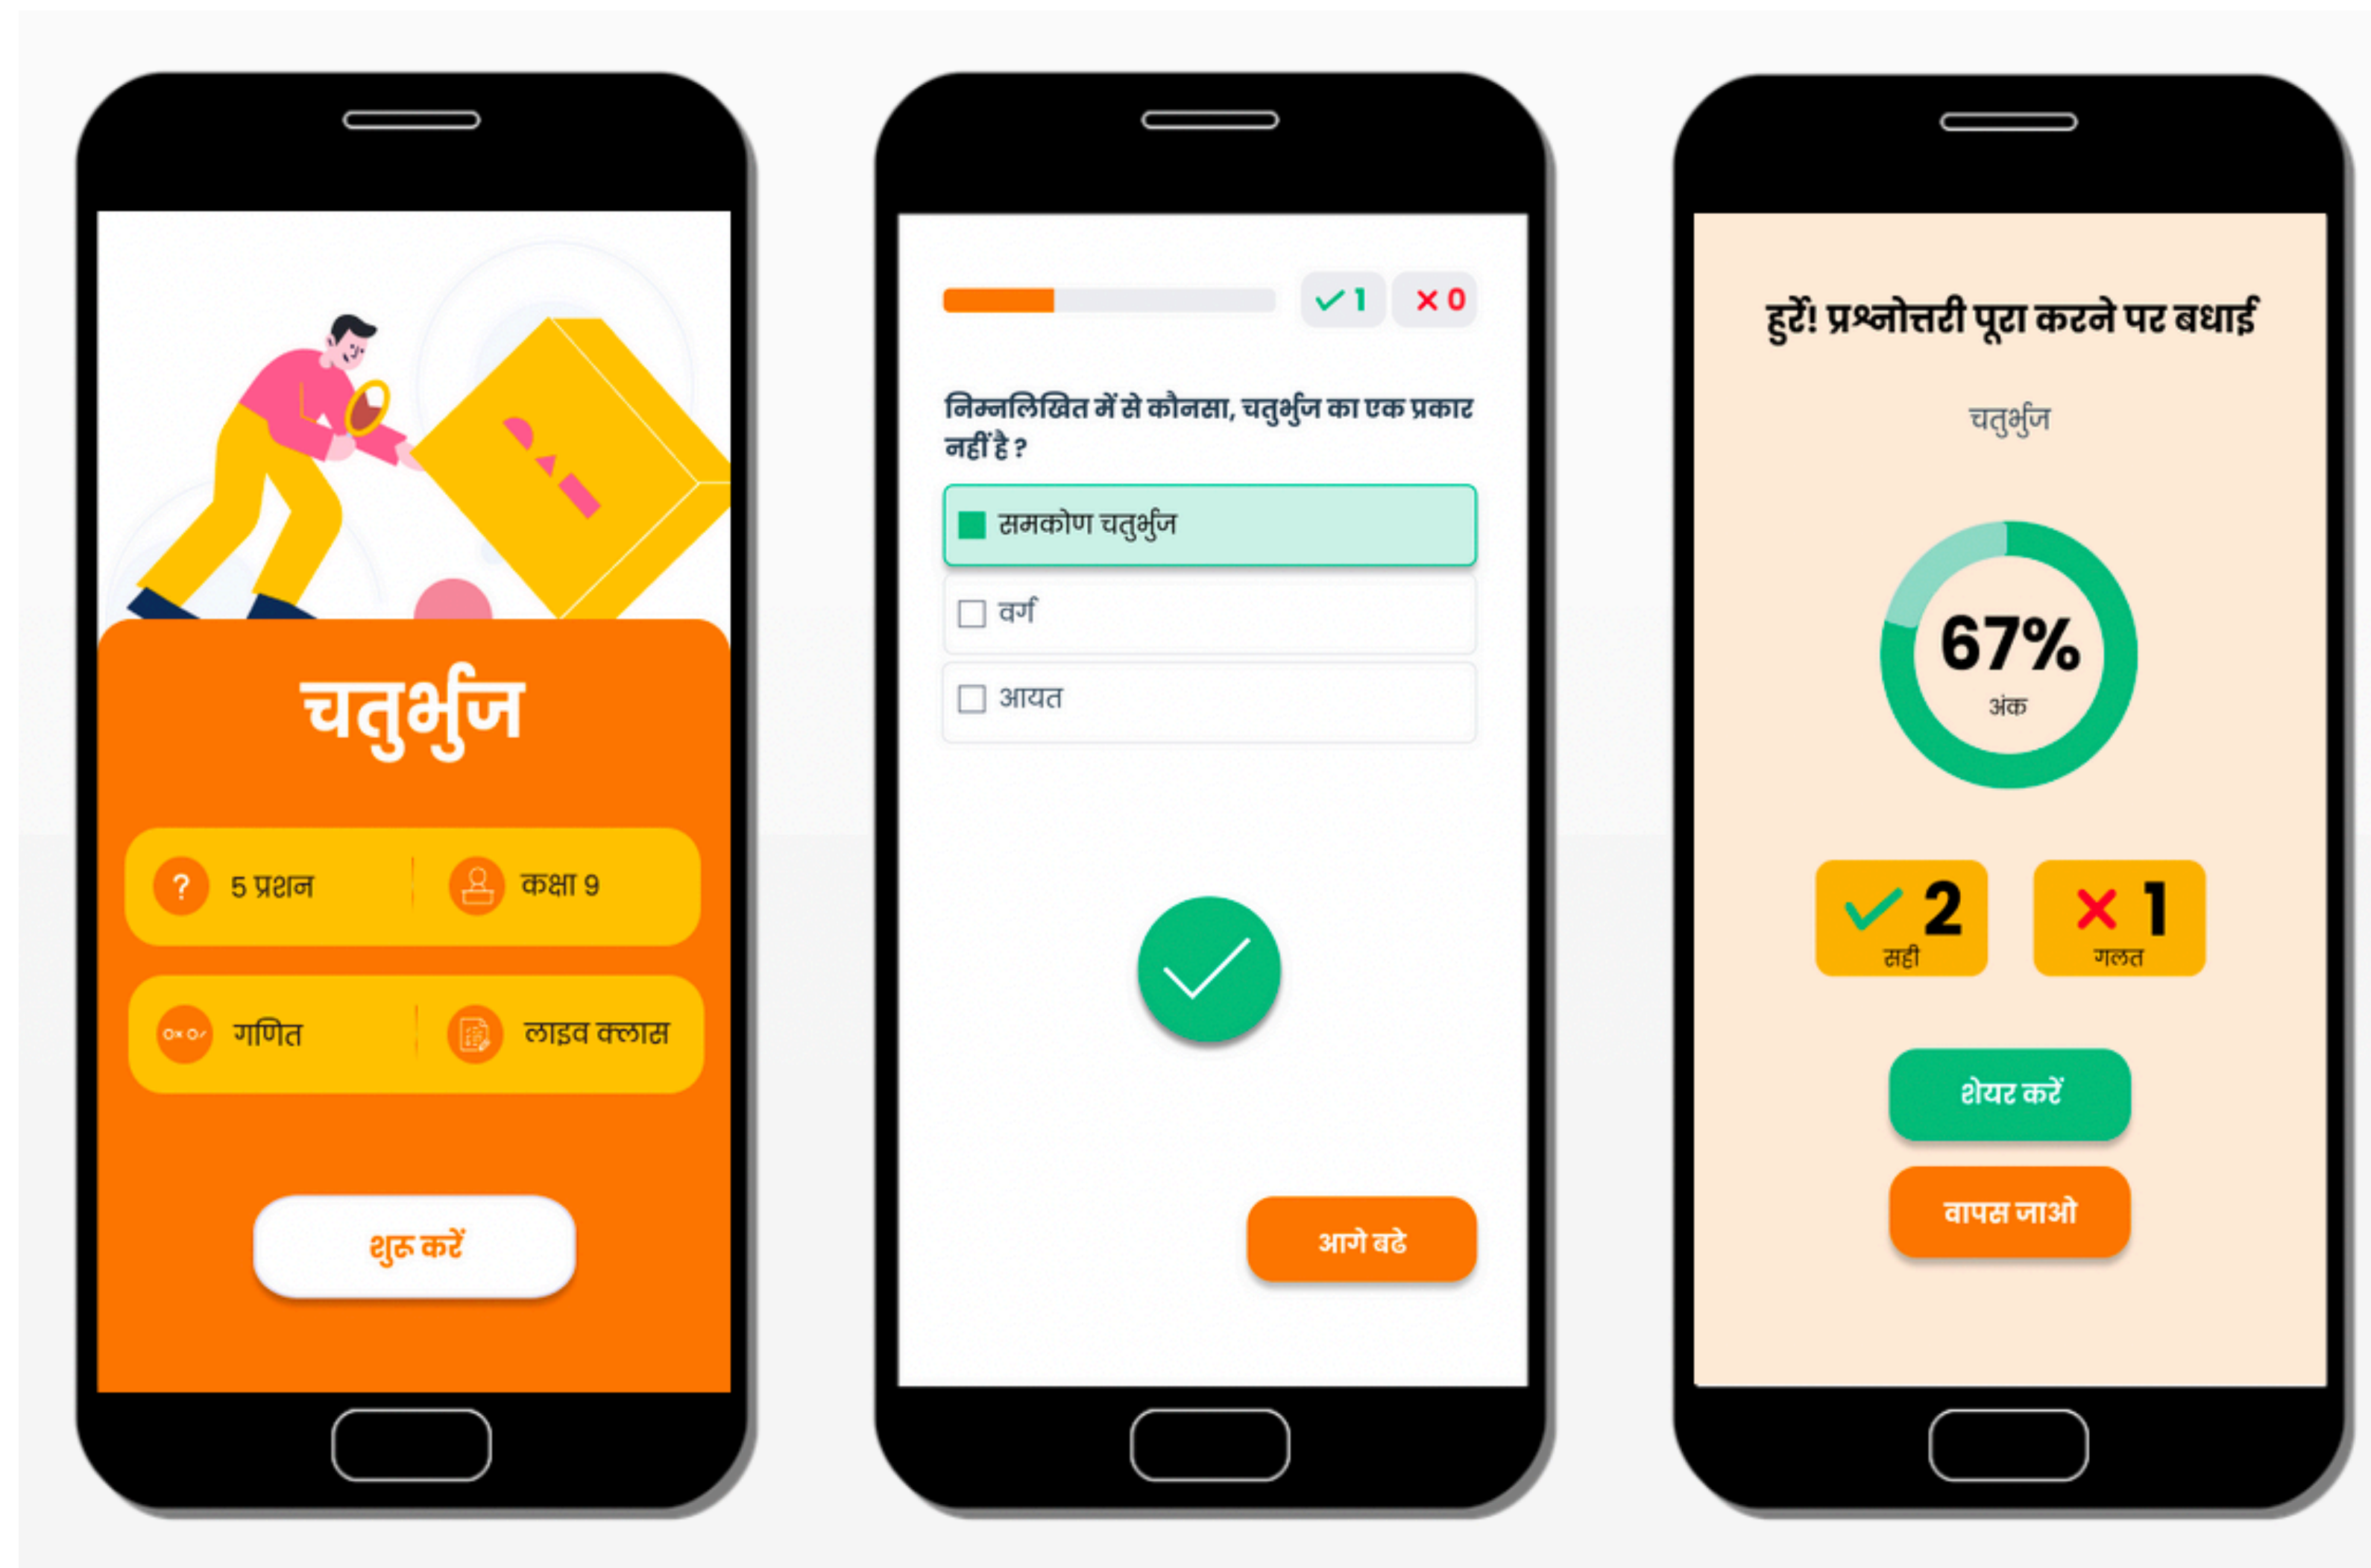 चतुर्भुज
5 प्रशन
कक्षा 9
गणित
लाइव क्लास
शुरू करें
1
0
निम्नलिखित में से कौनसा, चतुर्भुज का एक प्रकार
नहीं है ?
समकोण चतुर्भुज
वर्ग
आयत
आगे बढे
हुर्रे! प्रश्नोत्तरी पूरा करने पर बधाई
चतुर्भुज
67%
अंक
2
सही
1
गलत
शेयर करें
वापस जाओ